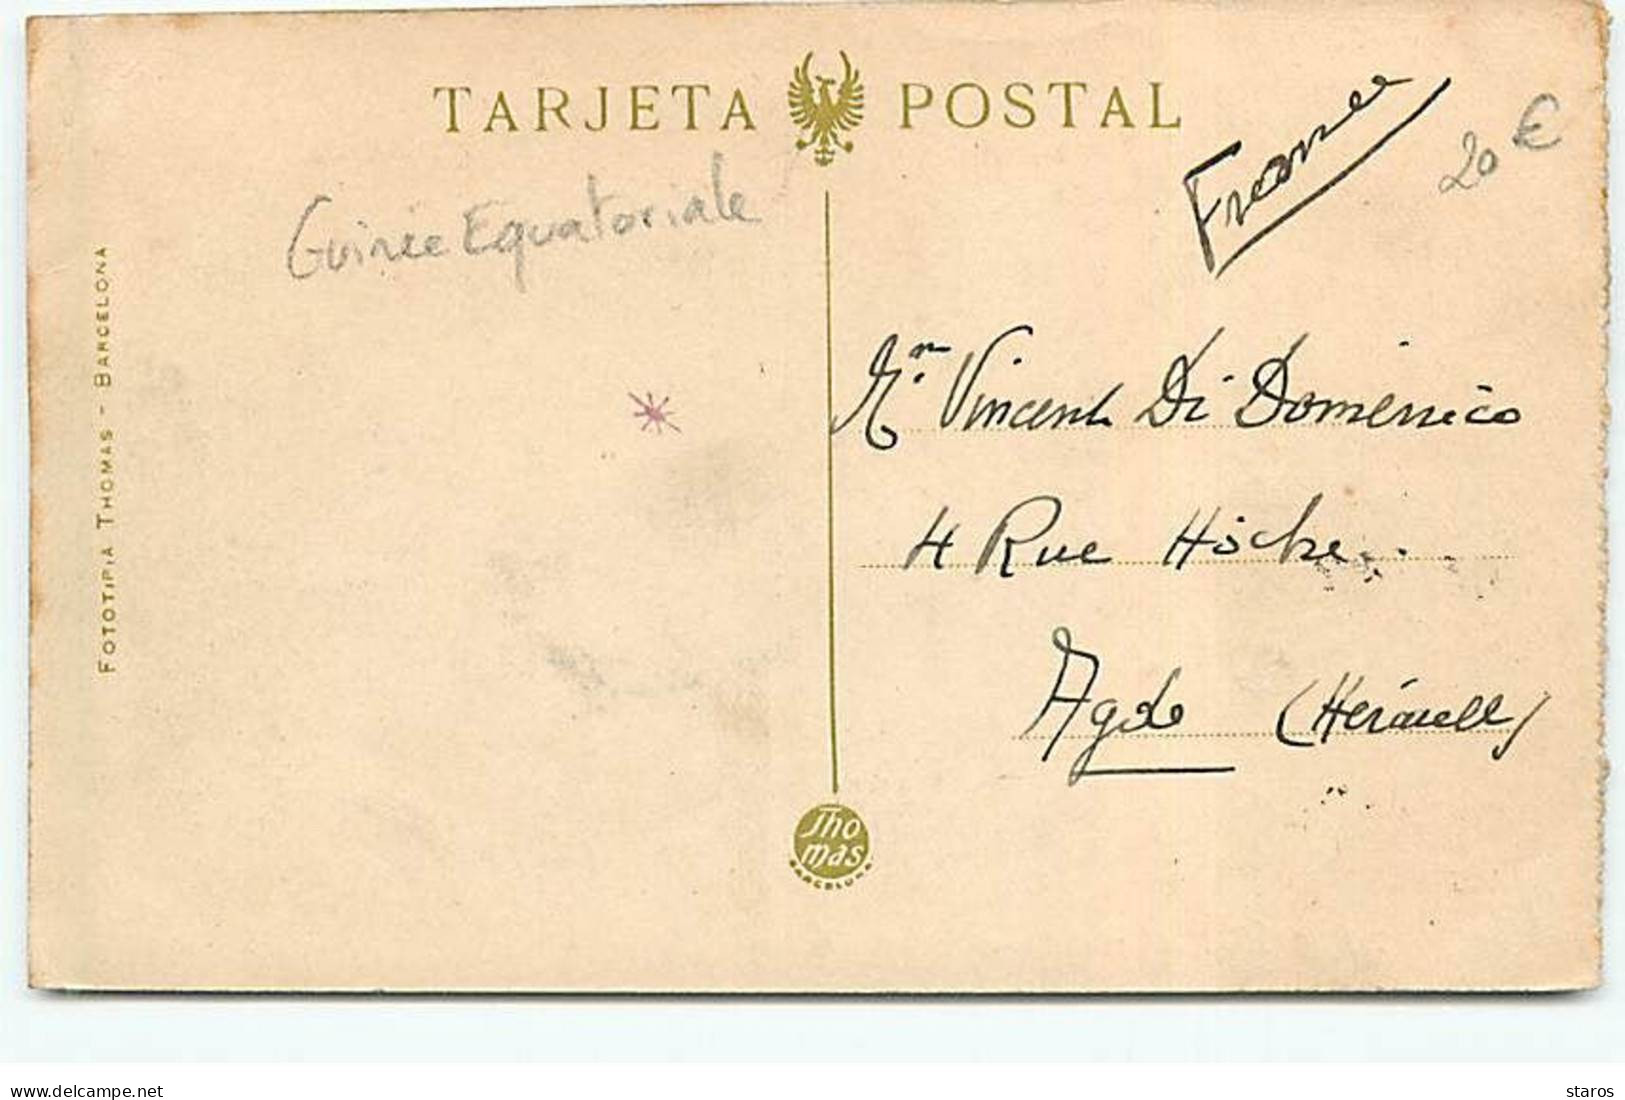 TARJETA POSTAL
France
20 €
Guinée Equatoriale
FOTOTIPIA THOMAS - BARCELONA
Mr. Vincent Di Domenico
4 Rue Hoche.
Agde (Hérault)
Thomas
BARCELONA
www.delcampe.net
staros